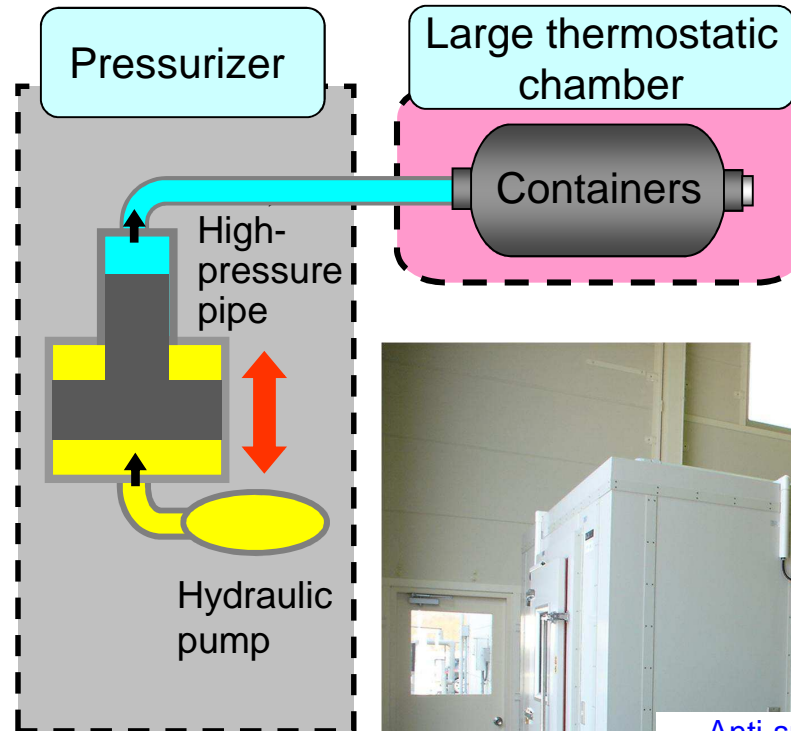 Pressurizer
Large thermostatic
chamber
Containers
High-
pressure
pipe
Hydraulic
pump